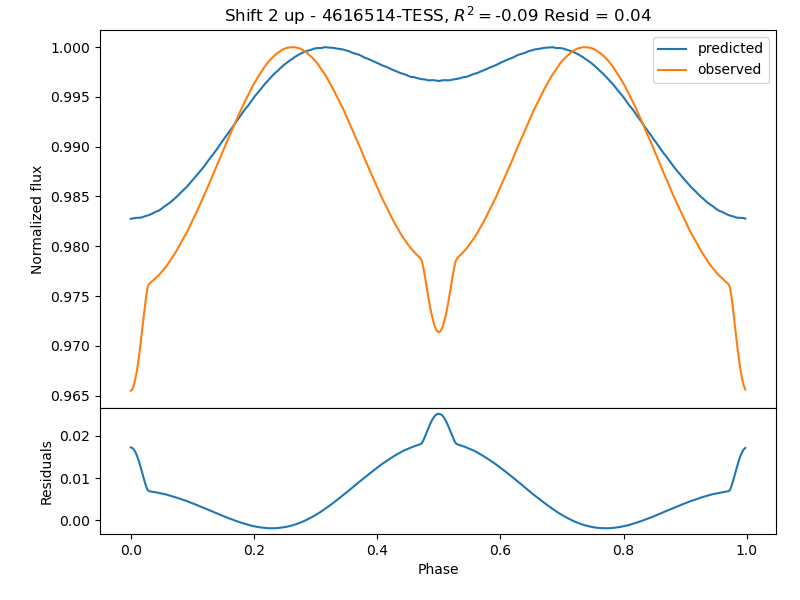 Shift 2 up - 4616514-TESS, R² = -0.09 Resid = 0.04
predicted
observed
Normalized flux
1.000
0.995
0.990
0.985
0.980
0.975
0.970
0.965
Residuals
0.02
0.01
0.00
0.0
0.2
0.4
0.6
0.8
1.0
Phase